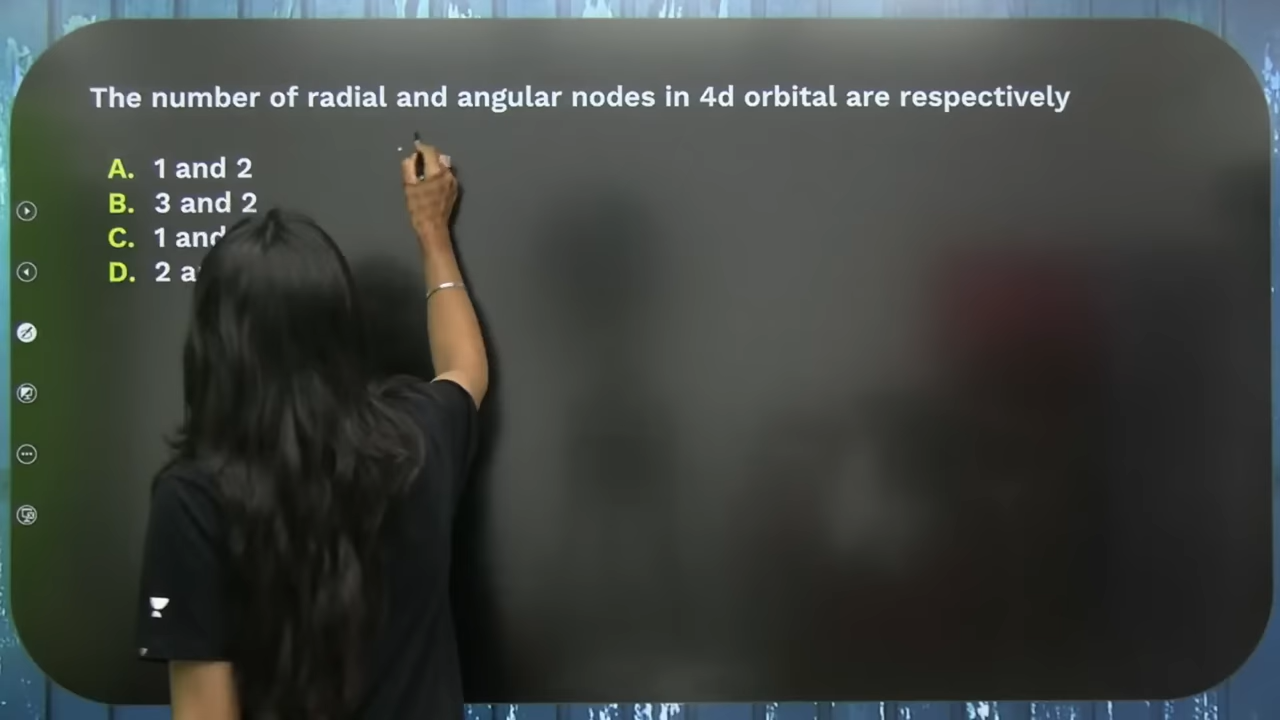 The number of radial and angular nodes in 4d orbital are respectively
A. 1 and 2
B. 3 and 2
C. 1 and
D. 2